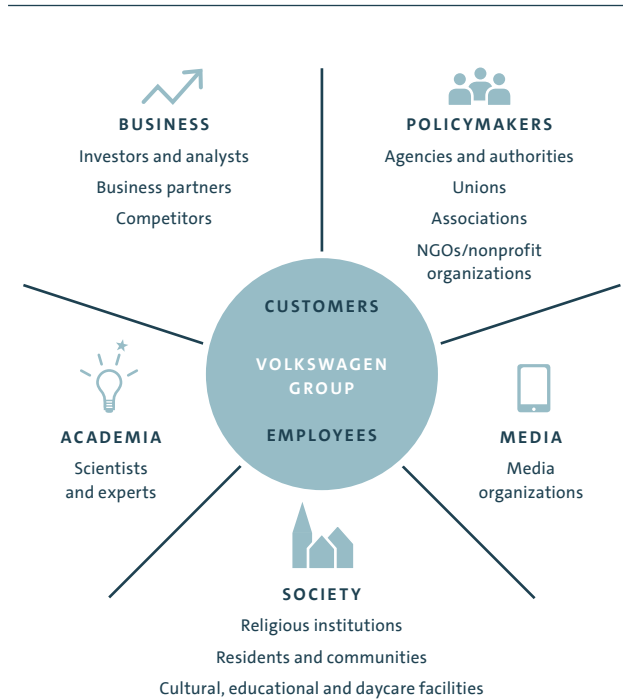 BUSINESS
Investors and analysts
Business partners
Competitors
POLICYMAKERS
Agencies and authorities
Unions
Associations
NGOs/nonprofit
organizations
CUSTOMERS
VOLKSWAGEN
GROUP
EMPLOYEES
ACADEMIA
Scientists
and experts
MEDIA
Media
organizations
SOCIETY
Religious institutions
Residents and communities
Cultural, educational and daycare facilities